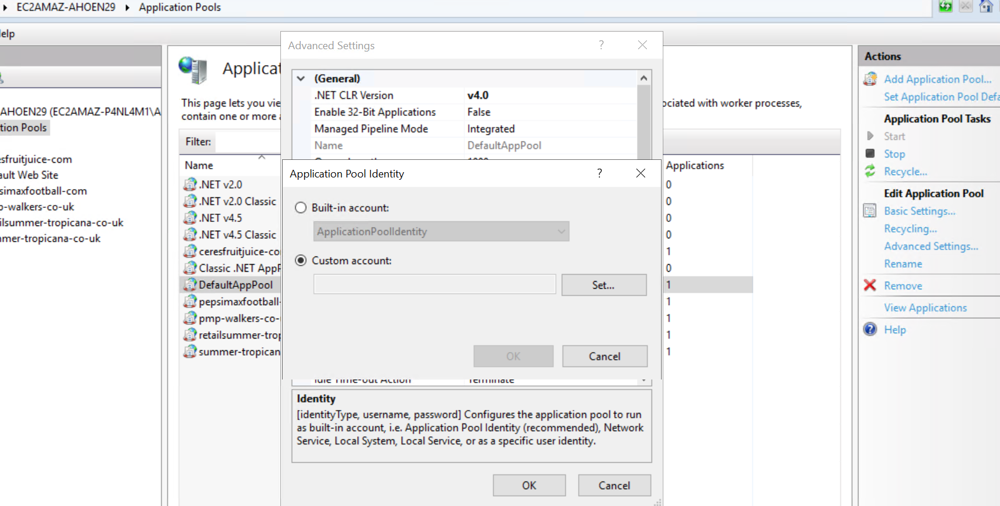 EC2AMAZ-AHOEN29 Application Pools
elp
AHOEN29 (EC2AMAZ-P4NL4M1\A
tion Pools
esfruitjuice-com
ault Web Site
simaxfootball-com
p-walkers-co-uk
ilsummer-tropicana-co-uk
nmer-tropicana-co-uk
Applicat
This page lets you vie
ociated with worker processes,
contain one or more a
Filter:
Name
Applications
.NET v2.0 0
.NET v2.0 Classic 0
.NET v4.5 0
.NET v4.5 Classic 0
ceresfruitjuice-co 1
Classic .NET AppP 0
DefaultAppPool 1
pepsimaxfootball- 1
pmp-walkers-co- 1
retailsummer-trop 1
summer-tropican 1
Advanced Settings ?
(General)
.NET CLR Version v4.0
Enable 32-Bit Applications False
Managed Pipeline Mode Integrated
Name DefaultAppPool
Application Pool Identity ?
Built-in account:
ApplicationPoolIdentity
Custom account:
Set...
OK Cancel
Idle Time-out Action Terminate
Identity
[identityType, username, password] Configures the application pool to run
as built-in account, i.e. Application Pool Identity (recommended), Network
Service, Local System, Local Service, or as a specific user identity.
OK Cancel
Actions
Add Application Pool...
Set Application Pool Defa
Application Pool Tasks
Start
Stop
Recycle...
Edit Application Pool
Basic Settings...
Recycling...
Advanced Settings...
Rename
Remove
View Applications
Help